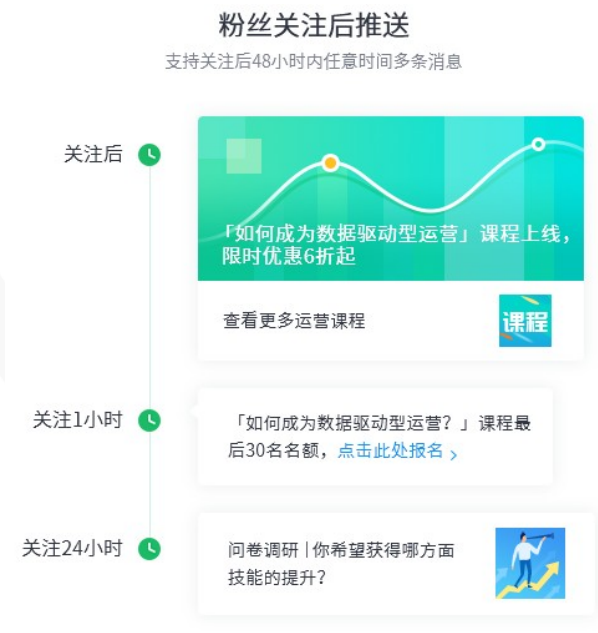 粉丝关注后推送
支持关注后48小时内任意时间多条消息
关注后
「如何成为数据驱动型运营」课程上线，
限时优惠6折起
查看更多运营课程
课程
关注1小时
「如何成为数据驱动型运营？」课程最
后30名名额，点击此处报名 >
关注24小时
问卷调研 | 你希望获得哪方面
技能的提升?